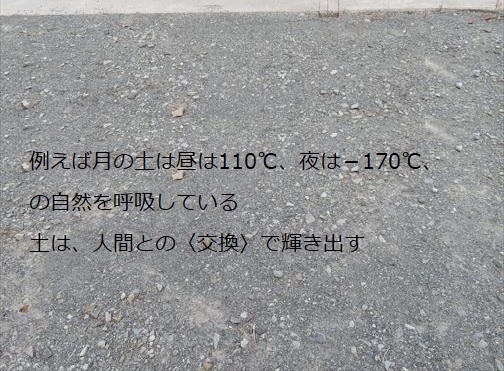 例えば月の土は昼は110℃、夜は－170℃、
の自然を呼吸している
土は、人間との〈交換〉で輝き出す